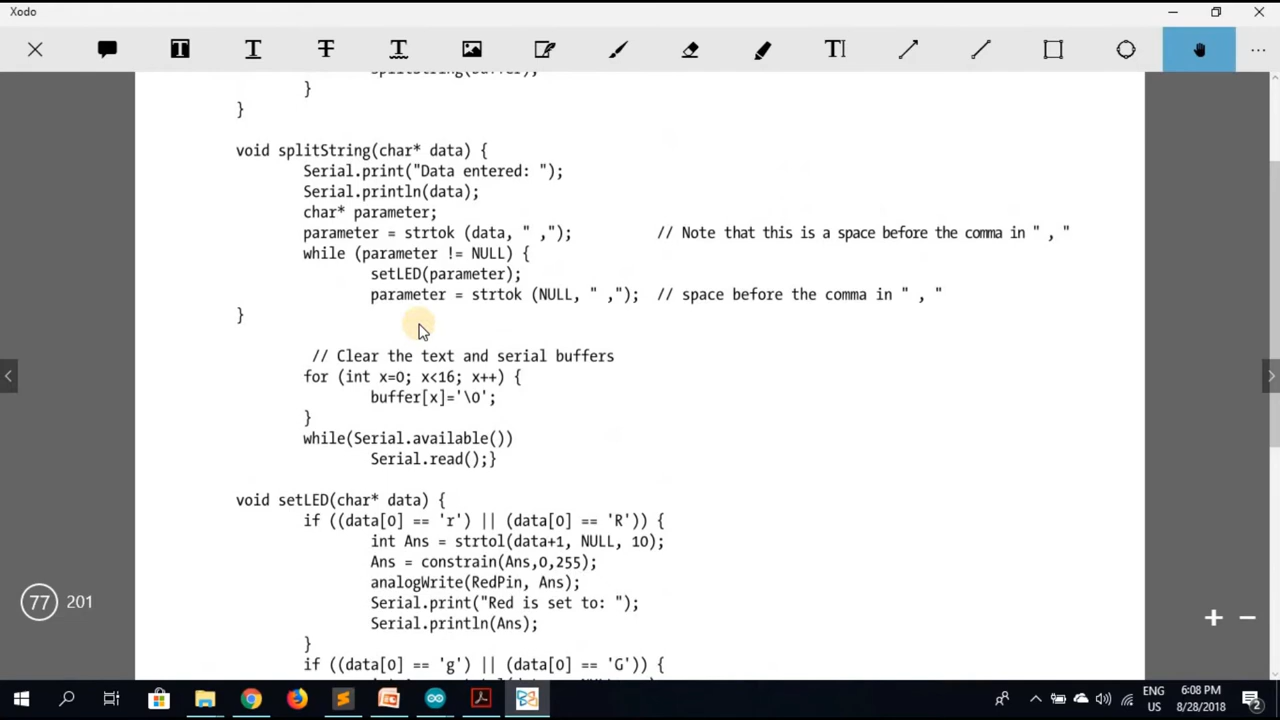 Xodo
}
}
void splitString(char* data) {
Serial.print("Data entered: ");
Serial.println(data);
char* parameter;
parameter = strtok (data, " ,"); // Note that this is a space before the comma in " , "
while (parameter != NULL) {
setLED(parameter);
parameter = strtok (NULL, " ,"); // space before the comma in " , "
}
// Clear the text and serial buffers
for (int x=0; x<16; x++) {
buffer[x]='\0';
}
while(Serial.available())
Serial.read();}
void setLED(char* data) {
if ((data[0] == 'r') || (data[0] == 'R')) {
int Ans = strtol(data+1, NULL, 10);
Ans = constrain(Ans,0,255);
analogWrite(RedPin, Ans);
Serial.print("Red is set to: ");
Serial.println(Ans);
}
if ((data[0] == 'g') || (data[0] == 'G')) {
77 201
ENG
US
6:08 PM
8/28/2018
2